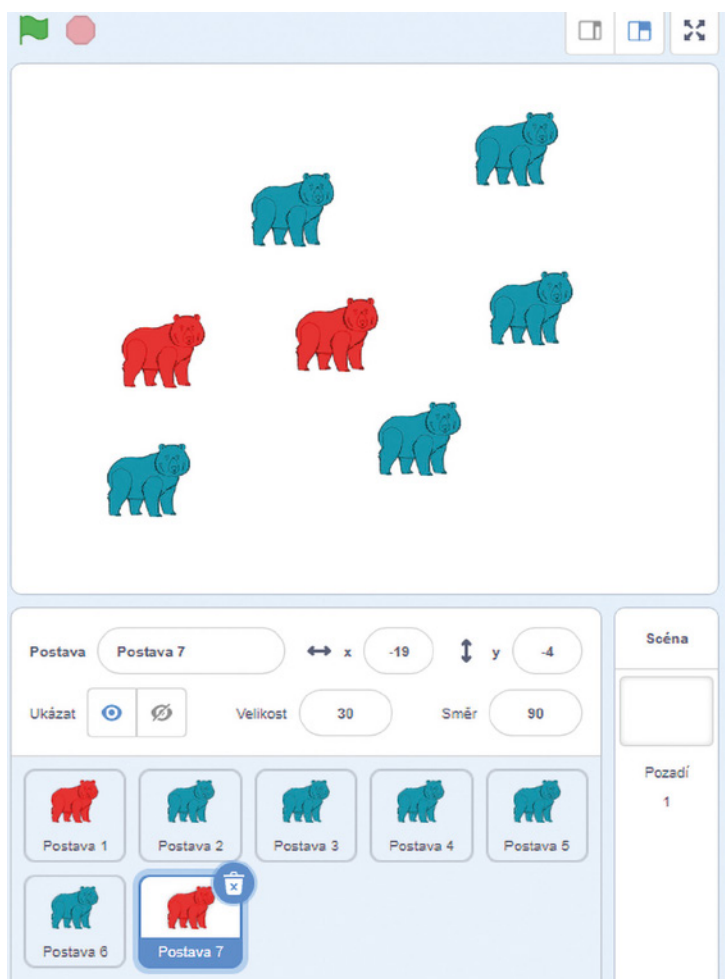 Postava Postava 7 x -19 y -4
Scéna
Ukázat Velikost 30 Směr 90
Pozadí
1
Postava 1 Postava 2 Postava 3 Postava 4 Postava 5
Postava 6 Postava 7